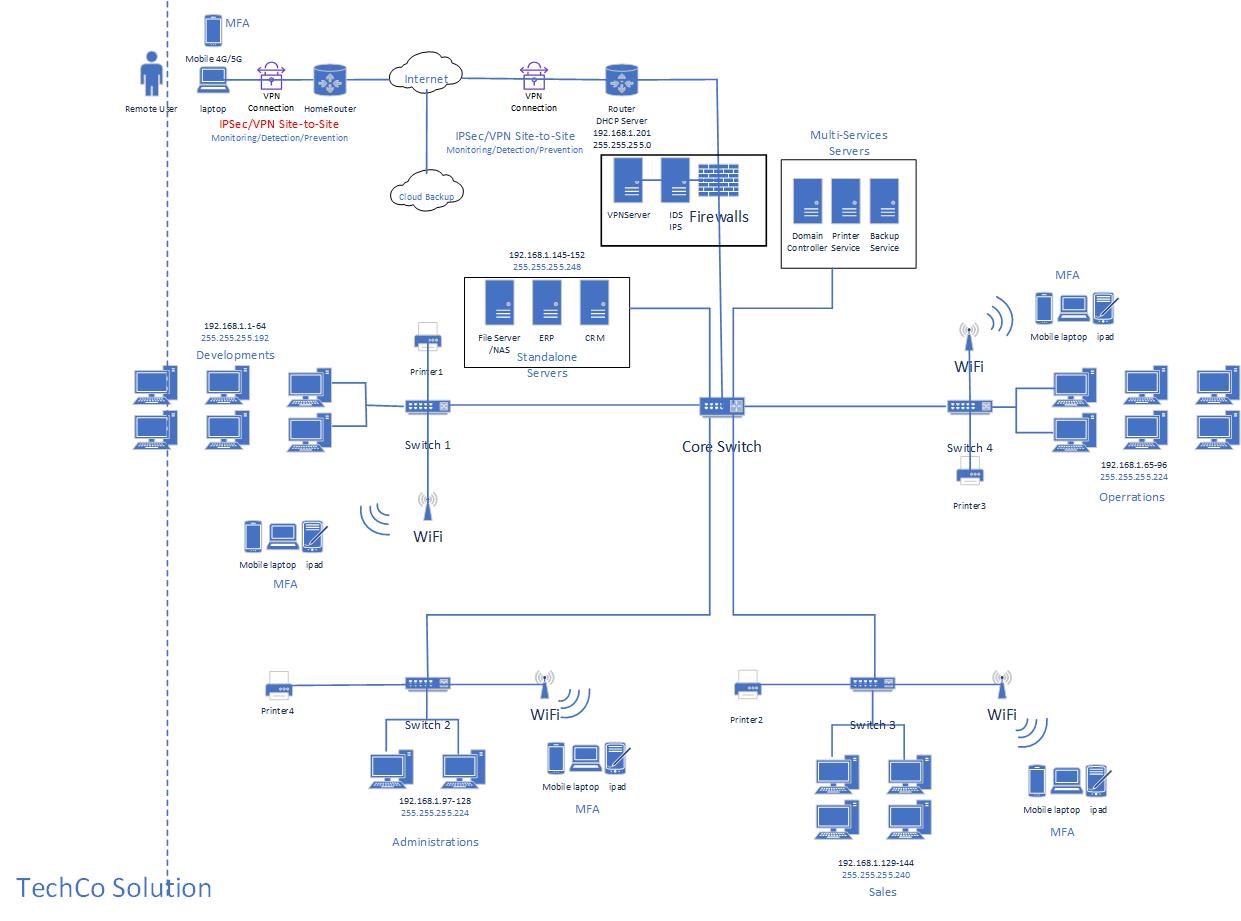 MFA
Mobile 4G/5G
Remote User
laptop
VPN
Connection
HomeRouter
IPSec/VPN Site-to-Site
Monitoring/Detection/Prevention
Internet
Cloud Backup
VPN
Connection
IPSec/VPN Site-to-Site
Monitoring/Detection/Prevention
Router
DHCP Server
192.168.1.201
255.255.255.0
VPNServer
IDS
IPS
Firewalls
Multi-Services
Servers
Domain
Controller
Printer
Service
Backup
Service
192.168.1.145-152
255.255.255.248
File Server
/NAS
ERP
CRM
Standalone
Servers
192.168.1.1-64
255.255.255.192
Developments
Printer1
Switch 1
WiFi
Mobile laptop ipad
MFA
Core Switch
MFA
Mobile laptop ipad
WiFi
Switch 4
Printer3
192.168.1.65-96
255.255.255.224
Operrations
Printer4
Switch 2
WiFi
Mobile laptop ipad
MFA
192.168.1.97-128
255.255.255.224
Administrations
Printer2
Switch 3
WiFi
Mobile laptop ipad
MFA
192.168.1.129-144
255.255.255.240
Sales
TechCo Solution